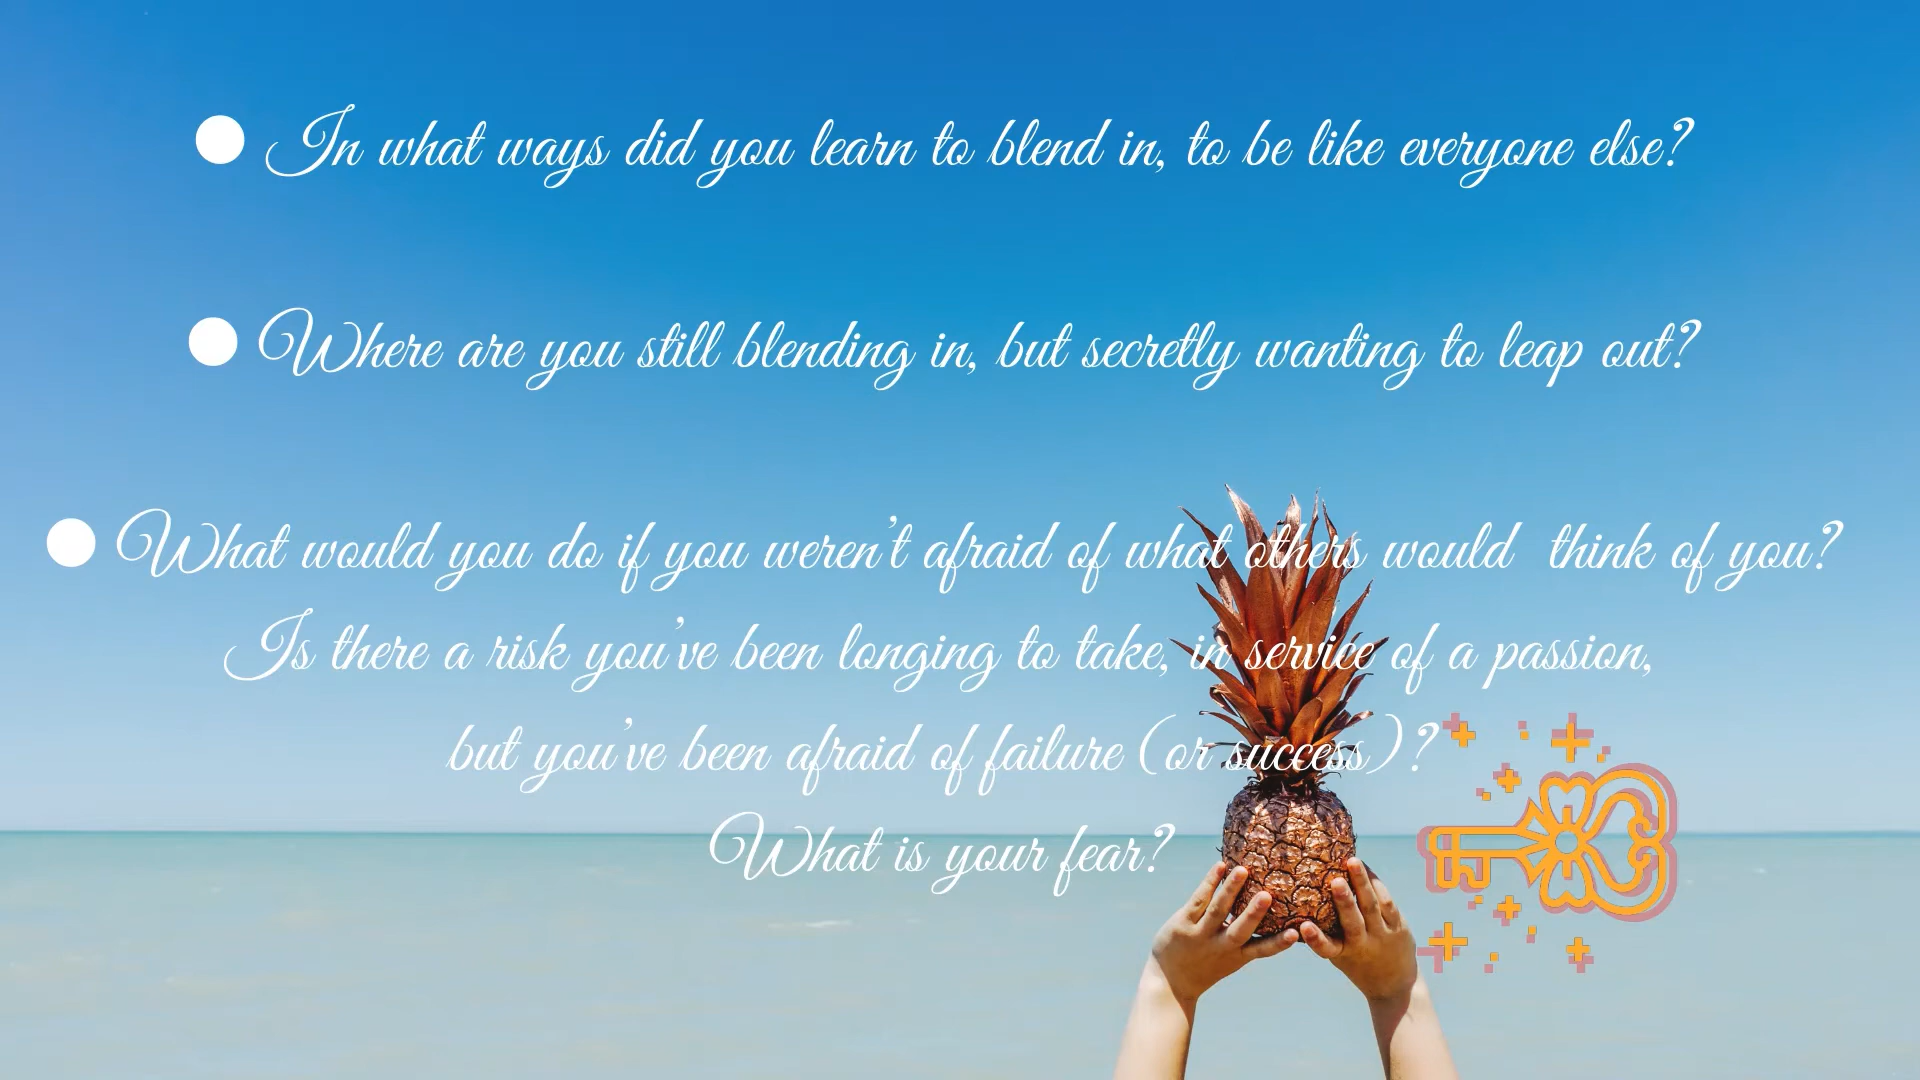 ● In what ways did you learn to blend in, to be like everyone else?
● Where are you still blending in, but secretly wanting to leap out?
● What would you do if you weren't afraid of what others would think of you?
Is there a risk you've been longing to take, in service of a passion,
but you've been afraid of failure (or success)?
What is your fear?